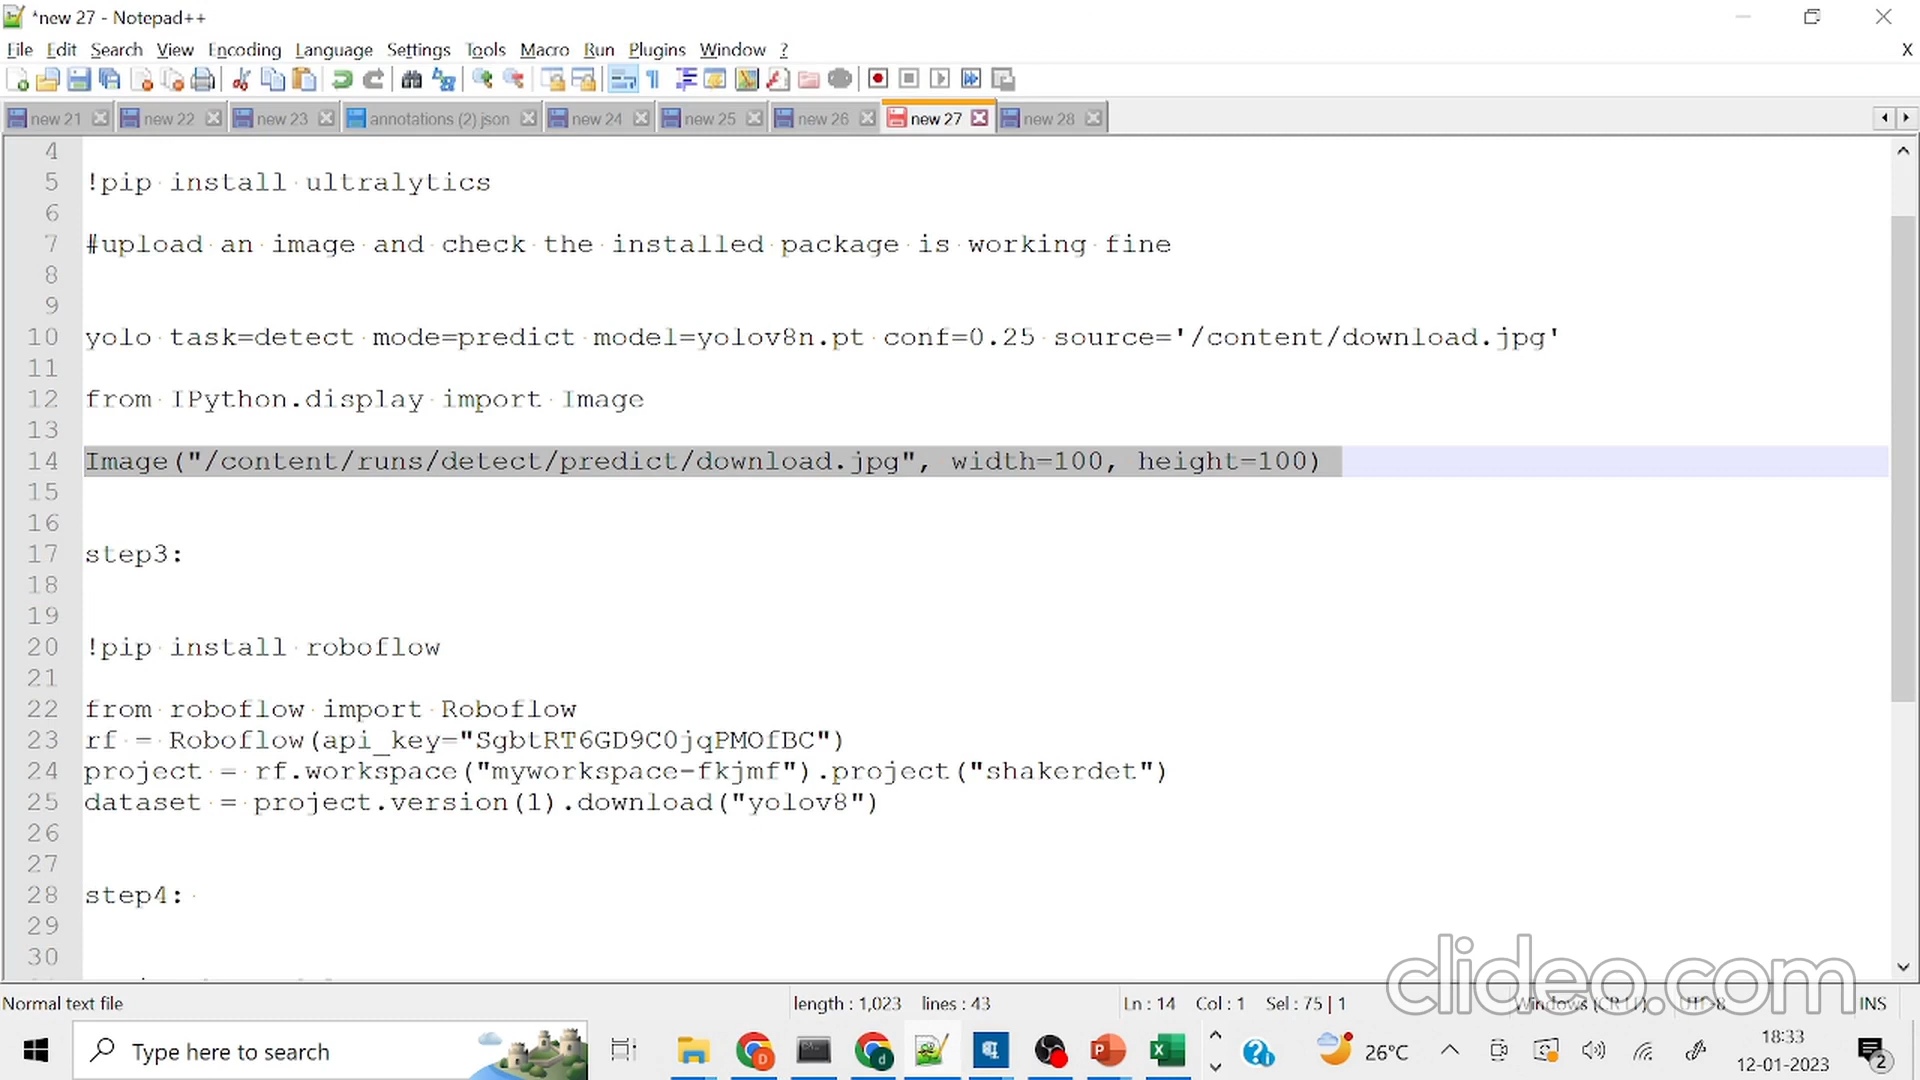 *new 27 - Notepad++
File Edit Search View Encoding Language Settings Tools Macro Run Plugins Window ?
X
new 21 new 22 new 23 annotations (2).json new 24 new 25 new 26 new 27 new 28
4
5 !pip install ultralytics
6
7 #upload an image and check the installed package is working fine
8
9
10 yolo task=detect mode=predict model=yolov8n.pt conf=0.25 source='/content/download.jpg'
11
12 from IPython.display import Image
13
14 Image("/content/runs/detect/predict/download.jpg", width=100, height=100)
15
16
17 step3:
18
19
20 !pip install roboflow
21
22 from roboflow import Roboflow
23 rf = Roboflow(api_key="SgbtRT6GD9C0jqPMOfBC")
24 project = rf.workspace("myworkspace-fkjmf").project("shakerdet")
25 dataset = project.version(1).download("yolov8")
26
27
28 step4:
29
30
clideo.com
Normal text file length : 1,023 lines : 43 Ln : 14 Col : 1 Sel : 75 | 1 Windows (CR LF) UTF-8 INS
Type here to search
26°C
18:33
12-01-2023
2